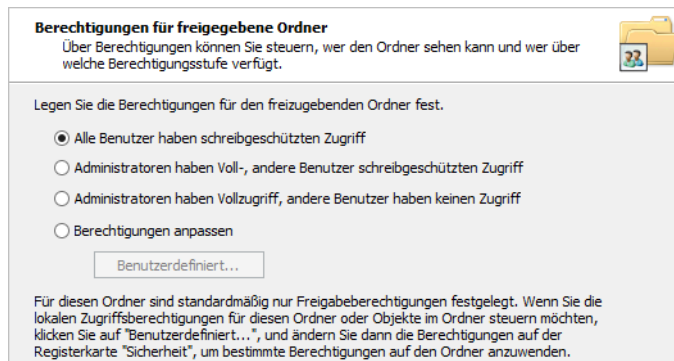 Berechtigungen für freigegebene Ordner
Über Berechtigungen können Sie steuern, wer den Ordner sehen kann und wer über
welche Berechtigungsstufe verfügt.
Legen Sie die Berechtigungen für den freizugebenden Ordner fest.
Alle Benutzer haben schreibgeschützten Zugriff
Administratoren haben Voll-, andere Benutzer schreibgeschützten Zugriff
Administratoren haben Vollzugriff, andere Benutzer haben keinen Zugriff
Berechtigungen anpassen
Benutzerdefiniert...
Für diesen Ordner sind standardmäßig nur Freigabeberechtigungen festgelegt. Wenn Sie die
lokalen Zugriffsberechtigungen für diesen Ordner oder Objekte im Ordner steuern möchten,
klicken Sie auf "Benutzerdefiniert...", und ändern Sie dann die Berechtigungen auf der
Registerkarte "Sicherheit", um bestimmte Berechtigungen auf den Ordner anzuwenden.